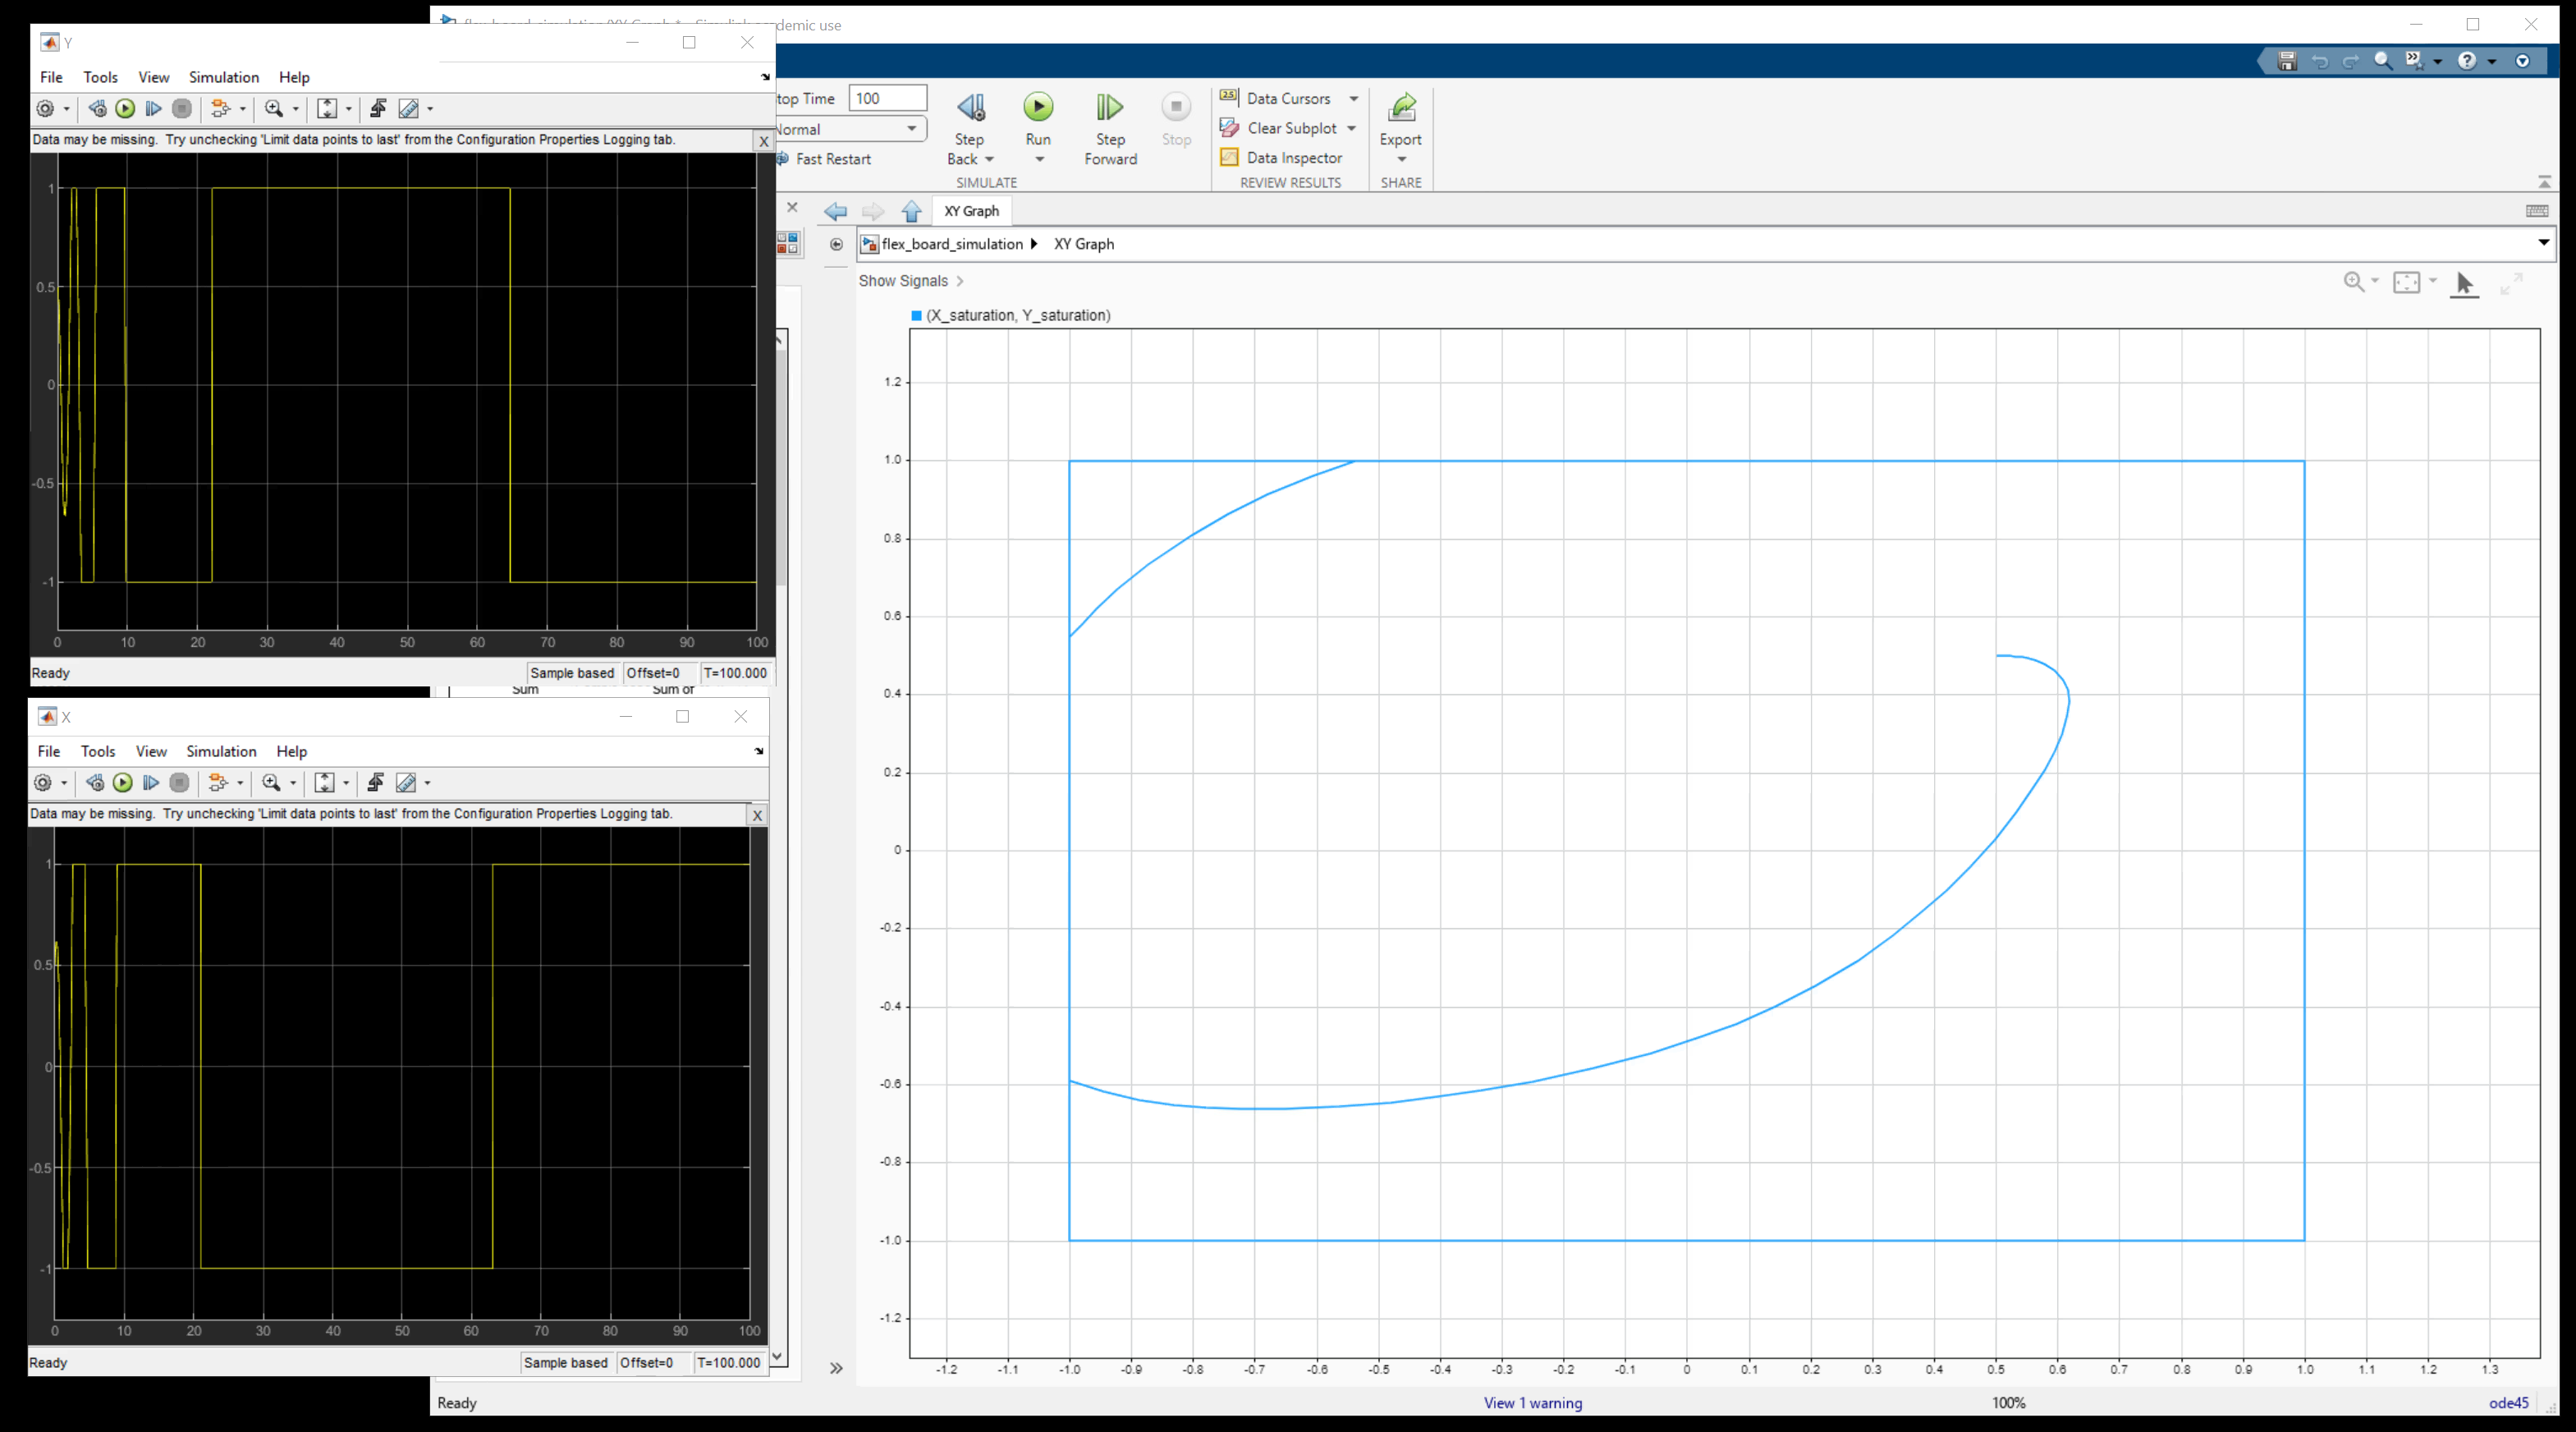 demic use
Y
File Tools View Simulation Help
Data may be missing. Try unchecking 'Limit data points to last' from the Configuration Properties Logging tab. X
1
0.5
0
-0.5
-1
0 10 20 30 40 50 60 70 80 90 100
Ready Sample based Offset=0 T=100.000
Sum Sum of
X
File Tools View Simulation Help
Data may be missing. Try unchecking 'Limit data points to last' from the Configuration Properties Logging tab. X
1
0.5
0
-0.5
-1
0 10 20 30 40 50 60 70 80 90 100
Ready Sample based Offset=0 T=100.000
top Time 100
Normal
Fast Restart
Step Back
Run
Step Forward
Stop
SIMULATE
Data Cursors
Clear Subplot
Data Inspector
REVIEW RESULTS
Export
SHARE
XY Graph
flex_board_simulation XY Graph
Show Signals
(X_saturation, Y_saturation)
1.2
1.0
0.8
0.6
0.4
0.2
0
-0.2
-0.4
-0.6
-0.8
-1.0
-1.2
-1.2 -1.1 -1.0 -0.9 -0.8 -0.7 -0.6 -0.5 -0.4 -0.3 -0.2 -0.1 0 0.1 0.2 0.3 0.4 0.5 0.6 0.7 0.8 0.9 1.0 1.1 1.2 1.3
Ready View 1 warning 100% ode45